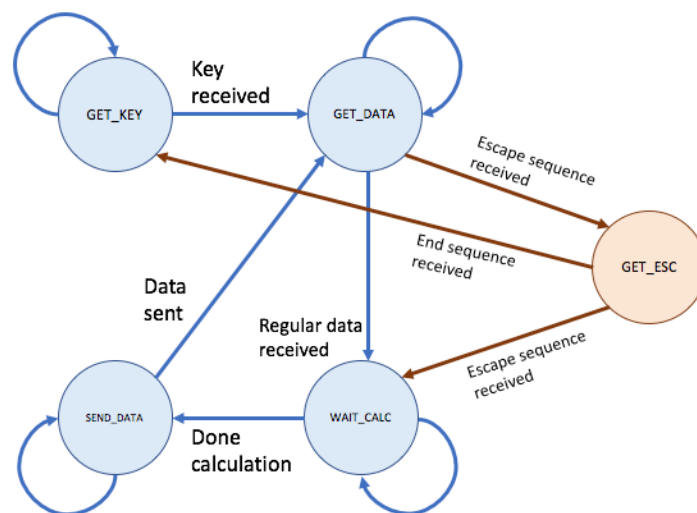 Key
received
GET_KEY
GET_DATA
Escape sequence
received
End sequence
received
GET_ESC
Data
sent
Regular data
received
Escape sequence
received
SEND_DATA
WAIT_CALC
Done
calculation